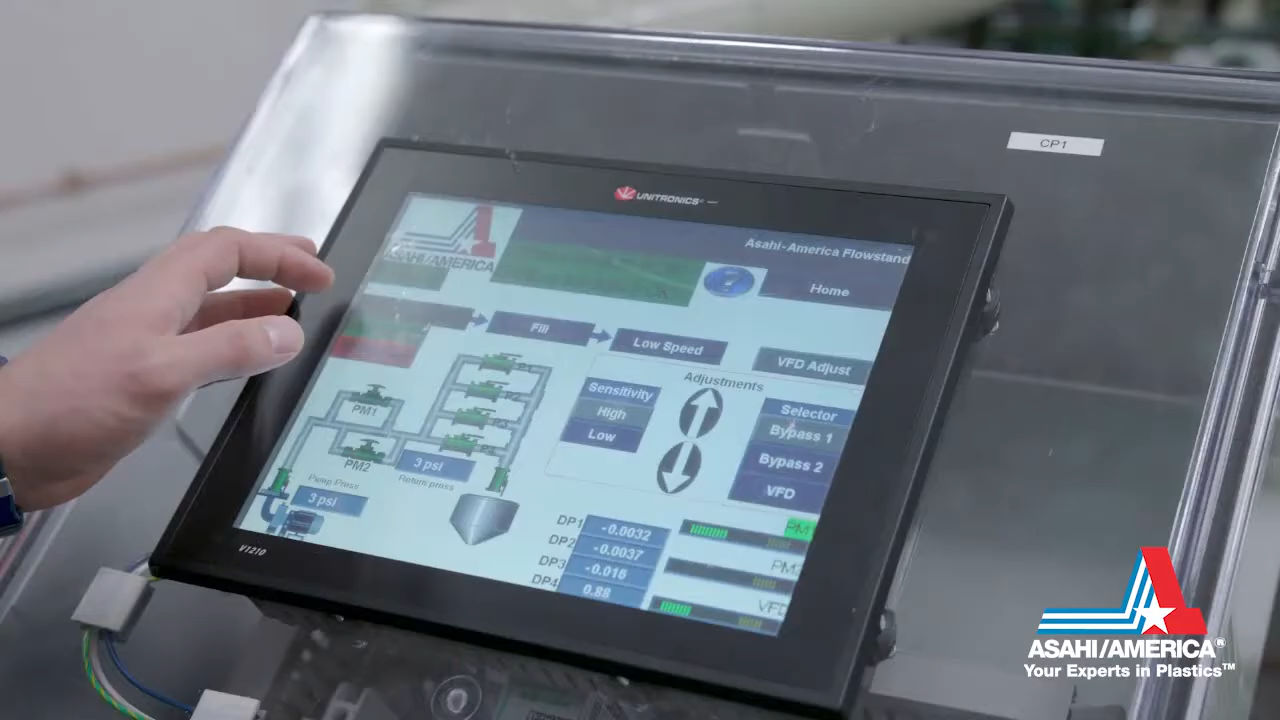 CP1
UNITRONICS®
ASAHI/AMERICA
Asahi-America Flowstand
?
Home
Fill
Low Speed
VFD Adjust
Adjustments
Sensitivity
High
Low
Selector
Bypass 1
Bypass 2
VFD
PM1
PM2
3 psi
Return press
Pump Press
3 psi
DP1 -0.0032
DP2 -0.0037
DP3 -0.016
DP4 0.88
PM1
PM2
VFD
V1210
ASAHI/AMERICA®
Your Experts in Plastics™